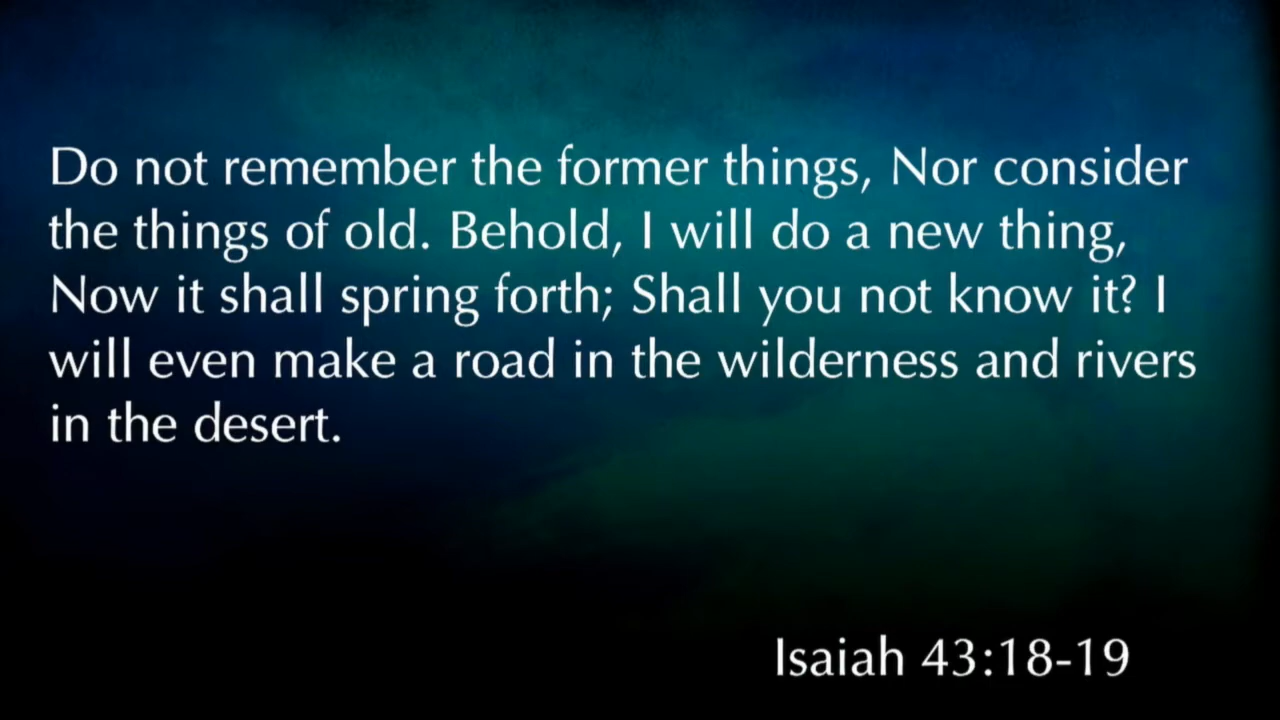 Do not remember the former things, Nor consider
the things of old. Behold, I will do a new thing,
Now it shall spring forth; Shall you not know it? I
will even make a road in the wilderness and rivers
in the desert.
Isaiah 43:18-19